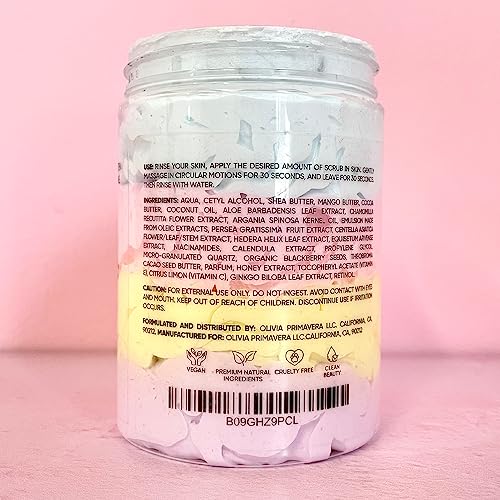 USE: RINSE YOUR SKIN, APPLY THE DESIRED AMOUNT OF SCRUB IN SKIN. GENTLY
MASSAGE IN CIRCULAR MOTIONS FOR 30 SECONDS, AND LEAVE FOR 30 SECONDS.
THEN RINSE WITH WATER.
INGREDIENTS: AQUA, CETYL ALCOHOL, SHEA BUTTER, MANGO BUTTER, COCOA
BUTTER, COCONUT OIL, ALOE BARBADENSIS LEAF EXTRACT, CHAMOMILLA
RECUTITA FLOWER EXTRACT, ARGANIA SPINOSA KERNEL OIL EMULSION MADE
FROM OLEIC EXTRACTS, PERSEA GRATISSIMA FRUIT EXTRACT, CENTELLA ASIATICA
FLOWER/LEAF/STEM EXTRACT, HEDERA HELIX LEAF EXTRACT, EQUISETUM ARVENSE
EXTRACT, NIACINAMIDES, CALENDULA EXTRACT, PROPYLENE GLYCOL,
MICRO-GRANULATED QUARTZ, ORGANIC BLACKBERRY SEEDS, THEOBROMA
CACAO SEED BUTTER, PARFUM, HONEY EXTRACT, TOCOPHERYL ACETATE (VITAMIN
E), CITRUS LIMON (VITAMIN C), GINKGO BILOBA LEAF EXTRACT, RETINOL.
CAUTION: FOR EXTERNAL USE ONLY. DO NOT INGEST. AVOID CONTACT WITH EYES
AND MOUTH. KEEP OUT OF REACH OF CHILDREN. DISCONTINUE USE IF IRRITATION
OCCURS.
FORMULATED AND DISTRIBUTED BY: OLIVIA PRIMAVERA LLC. CALIFORNIA, CA,
90212. MANUFACTURED FOR: OLIVIA PRIMAVERA LLC.CALIFORNIA, CA, 90212
VEGAN
PREMIUM NATURAL
INGREDIENTS
CRUELTY FREE
CLEAN
BEAUTY
B09GHZ9PCL